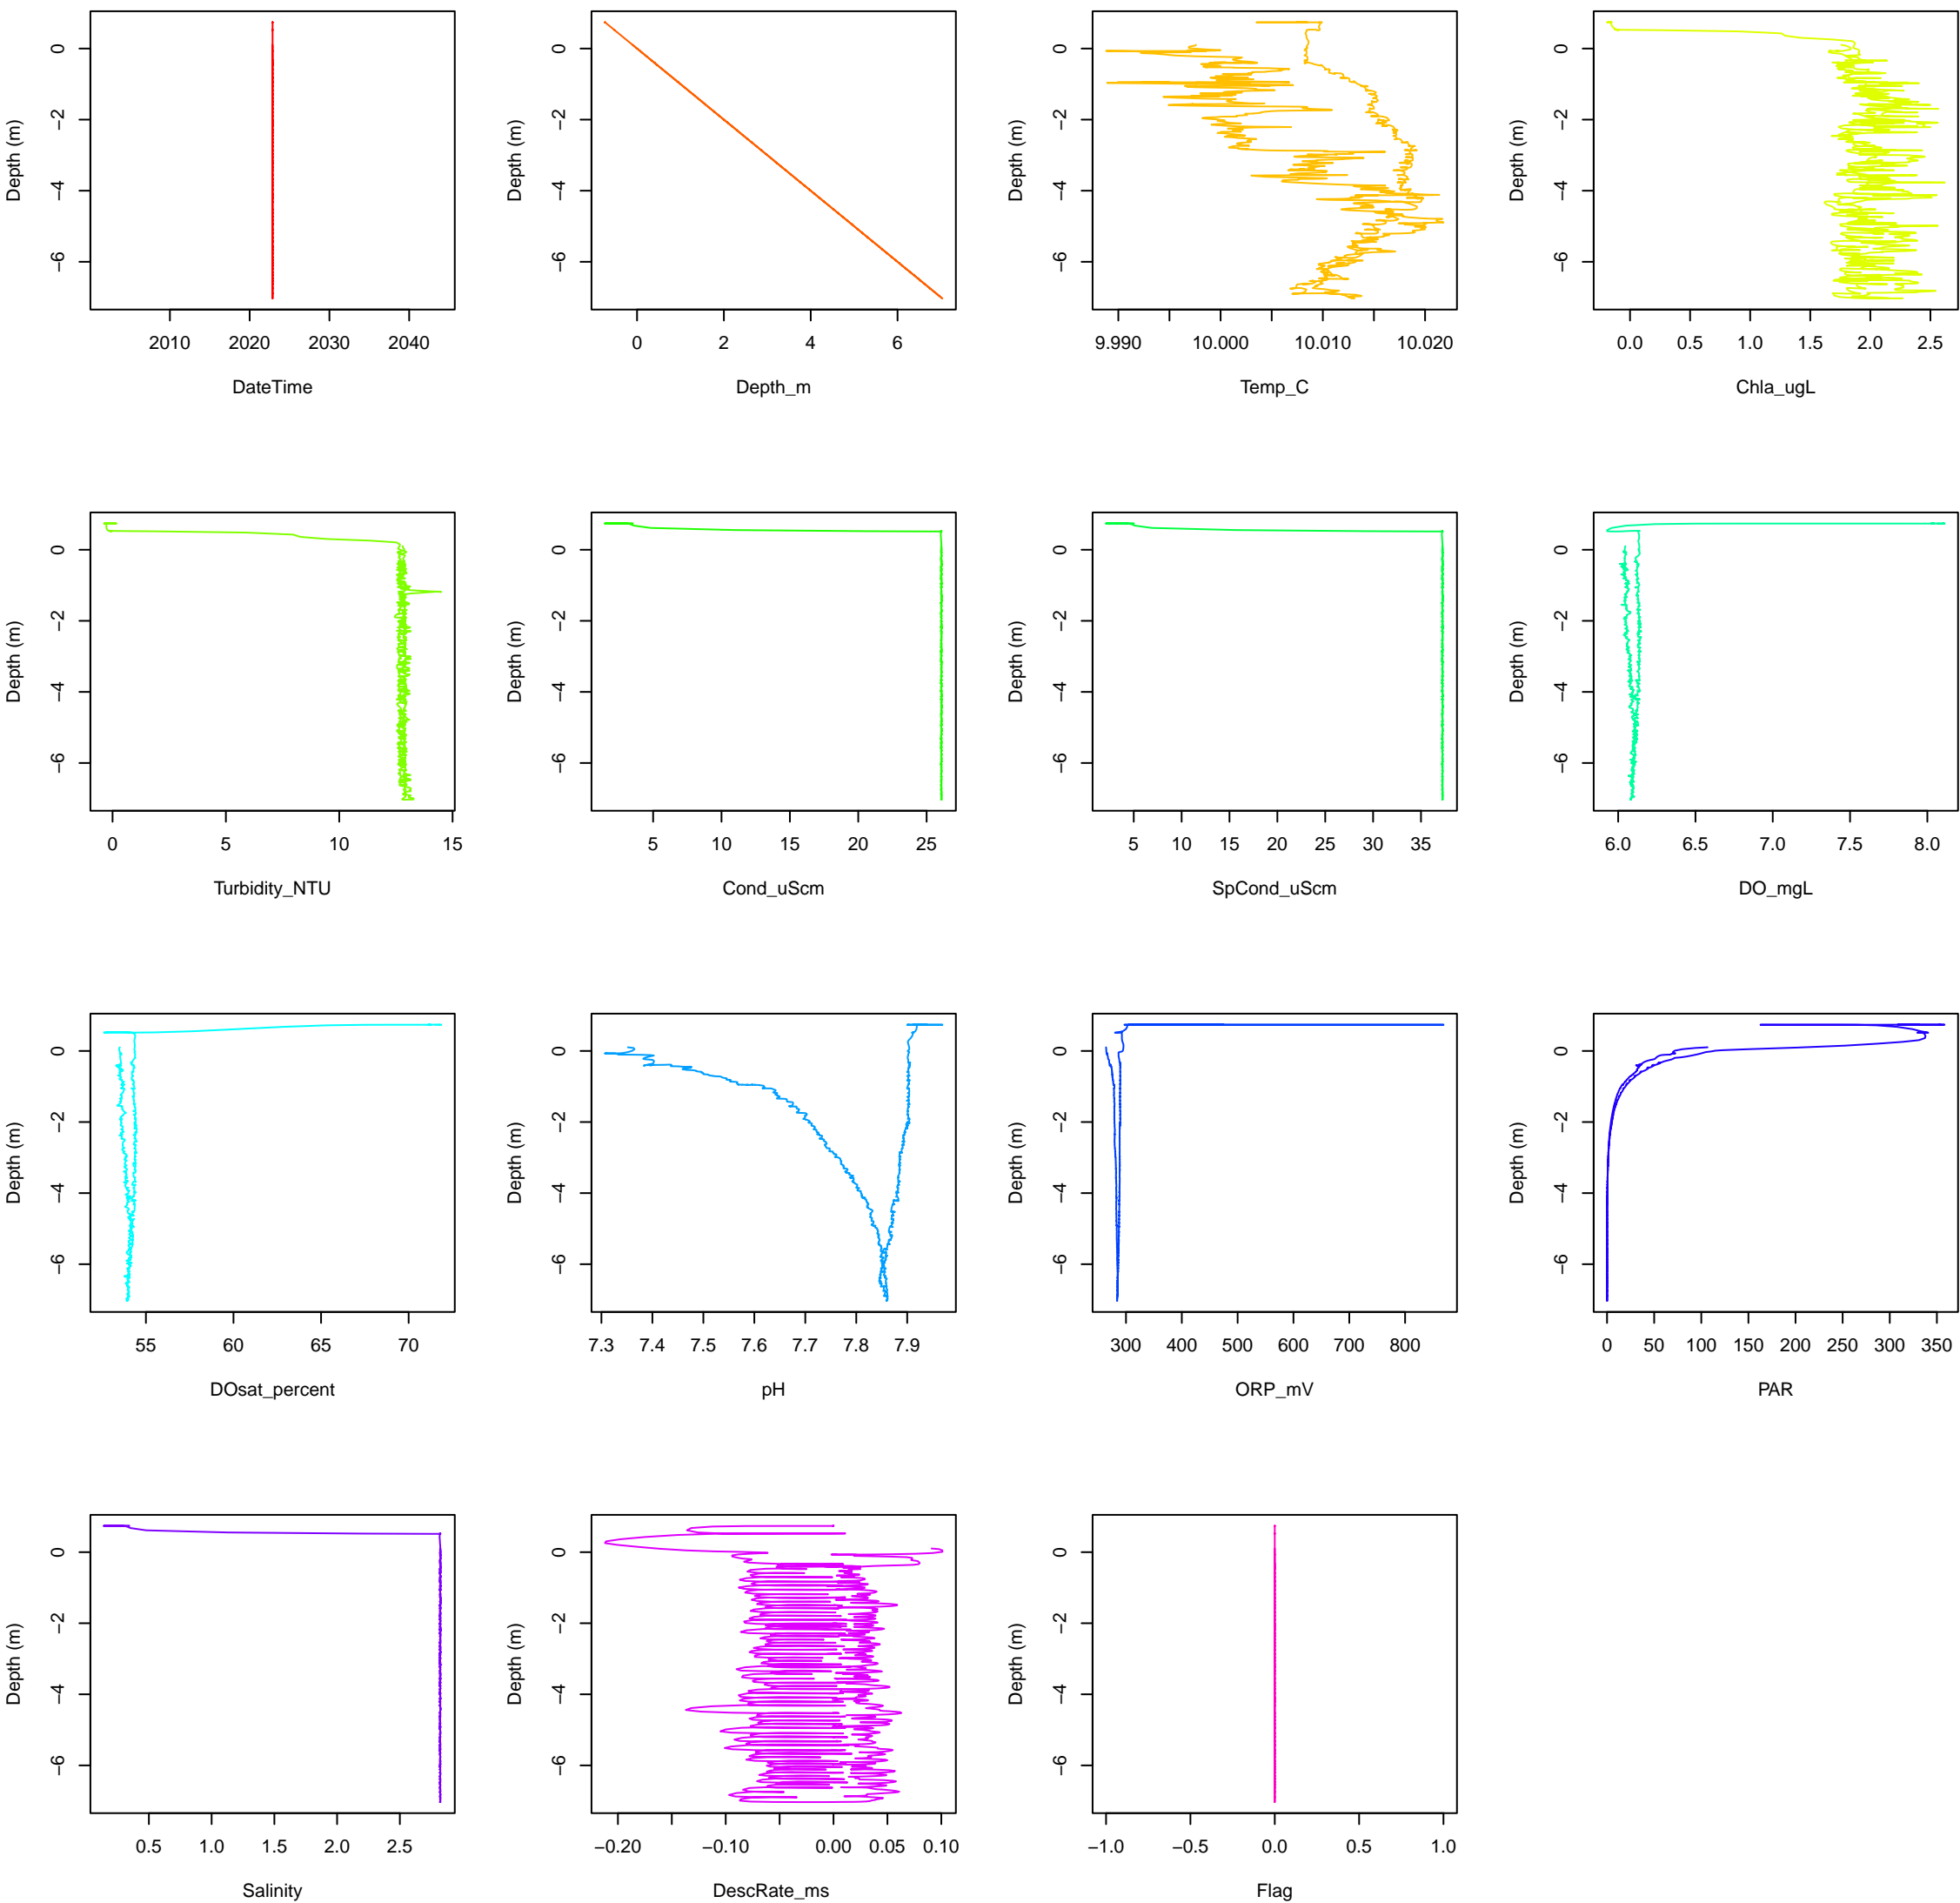 0
−2
−4
−6
Depth (m)
2010 2020 2030 2040
DateTime
0
−2
−4
−6
Depth (m)
0 2 4 6
Depth_m
0
−2
−4
−6
Depth (m)
9.990 10.000 10.010 10.020
Temp_C
0
−2
−4
−6
Depth (m)
0.0 0.5 1.0 1.5 2.0 2.5
Chla_ugL
0
−2
−4
−6
Depth (m)
0 5 10 15
Turbidity_NTU
0
−2
−4
−6
Depth (m)
5 10 15 20 25
Cond_uScm
0
−2
−4
−6
Depth (m)
5 10 15 20 25 30 35
SpCond_uScm
0
−2
−4
−6
Depth (m)
6.0 6.5 7.0 7.5 8.0
DO_mgL
0
−2
−4
−6
Depth (m)
55 60 65 70
DOsat_percent
0
−2
−4
−6
Depth (m)
7.3 7.4 7.5 7.6 7.7 7.8 7.9
pH
0
−2
−4
−6
Depth (m)
300 400 500 600 700 800
ORP_mV
0
−2
−4
−6
Depth (m)
0 50 100 150 200 250 300 350
PAR
0
−2
−4
−6
Depth (m)
0.5 1.0 1.5 2.0 2.5
Salinity
0
−2
−4
−6
Depth (m)
−0.20 −0.10 0.00 0.05 0.10
DescRate_ms
0
−2
−4
−6
Depth (m)
−1.0 −0.5 0.0 0.5 1.0
Flag